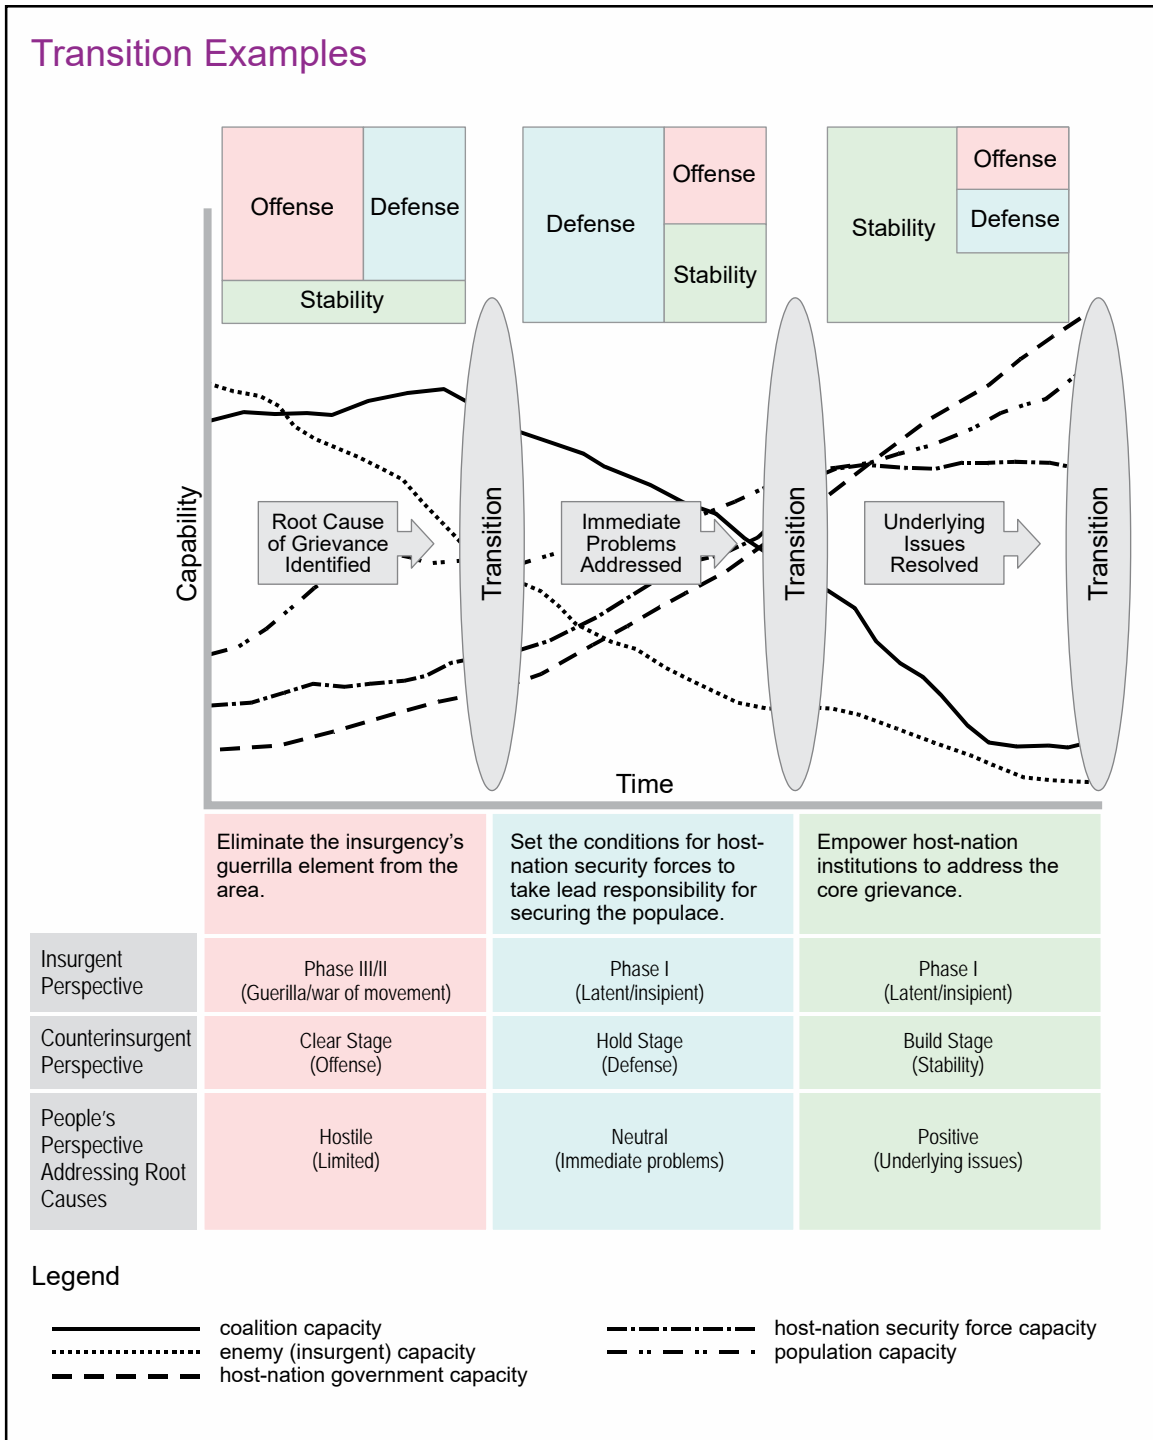 Transition Examples
Offense
Defense
Stability
Defense
Offense
Stability
Stability
Offense
Defense
Capability
Root Cause
of Grievance
Identified
Transition
Immediate
Problems
Addressed
Transition
Underlying
Issues
Resolved
Transition
Time
Eliminate the insurgency’s
guerrilla element from the
area.
Set the conditions for host-
nation security forces to
take lead responsibility for
securing the populace.
Empower host-nation
institutions to address the
core grievance.
Insurgent
Perspective
Phase III/II
(Guerilla/war of movement)
Phase I
(Latent/insipient)
Phase I
(Latent/insipient)
Counterinsurgent
Perspective
Clear Stage
(Offense)
Hold Stage
(Defense)
Build Stage
(Stability)
People’s
Perspective
Addressing Root
Causes
Hostile
(Limited)
Neutral
(Immediate problems)
Positive
(Underlying issues)
Legend
coalition capacity
enemy (insurgent) capacity
host-nation government capacity
host-nation security force capacity
population capacity